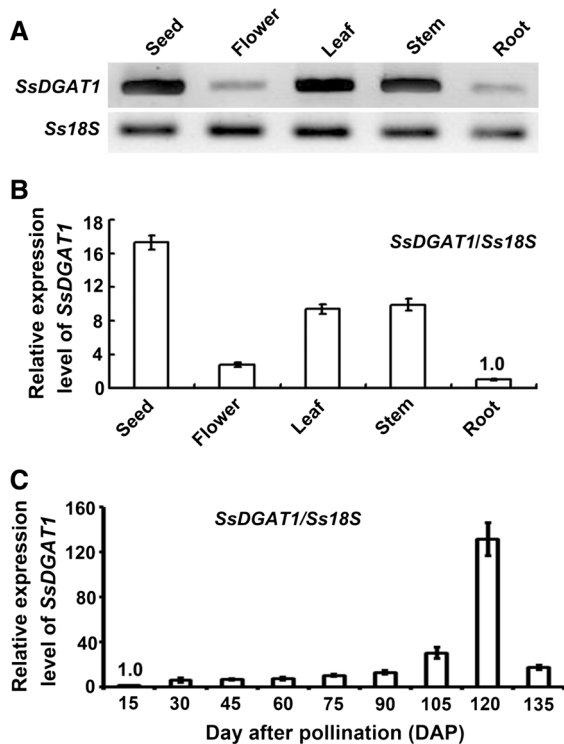 A
Seed Flower Leaf Stem Root
SsDGAT1
Ss18S
B
Relative expression
level of SsDGAT1
18
16
12
8
4
0
SsDGAT1/Ss18S
1.0
Seed Flower Leaf Stem Root
C
Relative expression
level of SsDGAT1
160
120
80
40
0
SsDGAT1/Ss18S
1.0
15 30 45 60 75 90 105 120 135
Day after pollination (DAP)